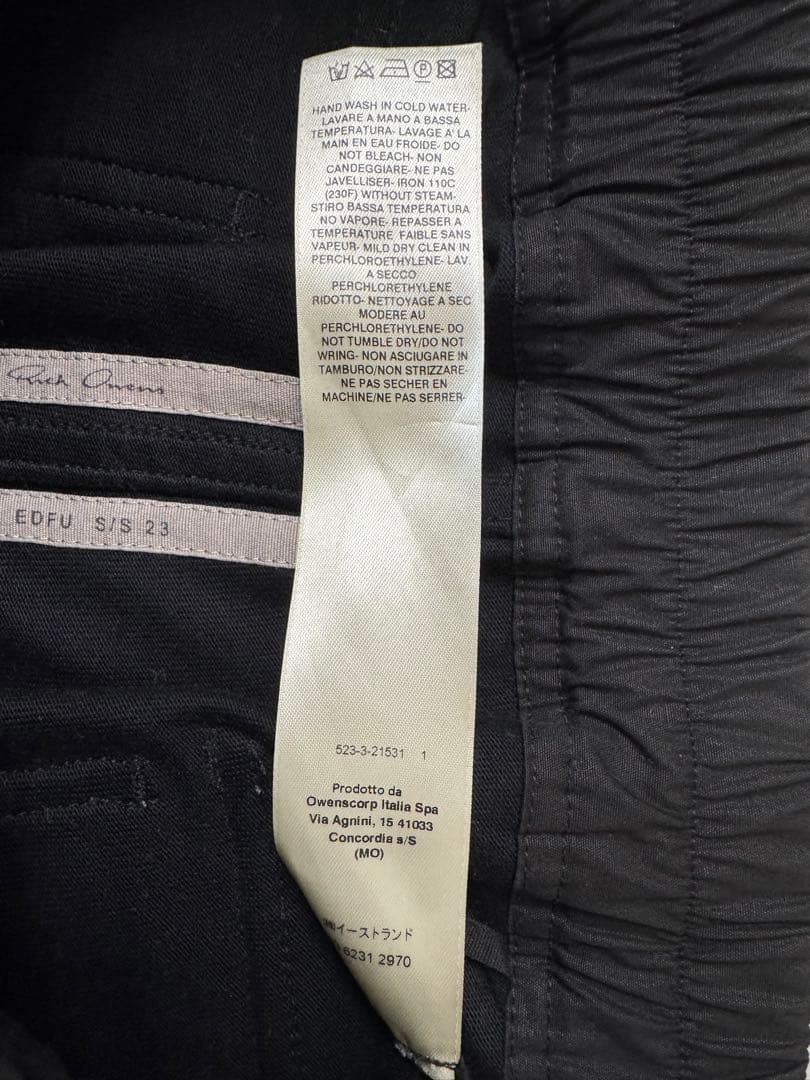 HAND WASH IN COLD WATER-
LAVARE A MANO A BASSA
TEMPERATURA- LAVAGE A' LA
MAIN EN EAU FROIDE- DO
NOT BLEACH- NON
CANDEGGIARE- NE PAS
JAVELLISER- IRON 110C
(230F) WITHOUT STEAM-
STIRO BASSA TEMPERATURA
NO VAPORE- REPASSER A
TEMPERATURE FAIBLE SANS
VAPEUR- MILD DRY CLEAN IN
PERCHLOROETHYLENE- LAV.
A SECCO
PERCHLORETHYLENE
RIDOTTO- NETTOYAGE A SEC
MODERE AU
PERCHLORETHYLENE- DO
NOT TUMBLE DRY/DO NOT
WRING- NON ASCIUGARE IN
TAMBURO/NON STRIZZARE-
NE PAS SECHER EN
MACHINE/NE PAS SERRER-
Rick Owens
EDFU S/S 23
523-3-21531 1
Prodotto da
Owenscorp Italia Spa
Via Agnini, 15 41033
Concordia s/S
(MO)
イーストランド
6231 2970